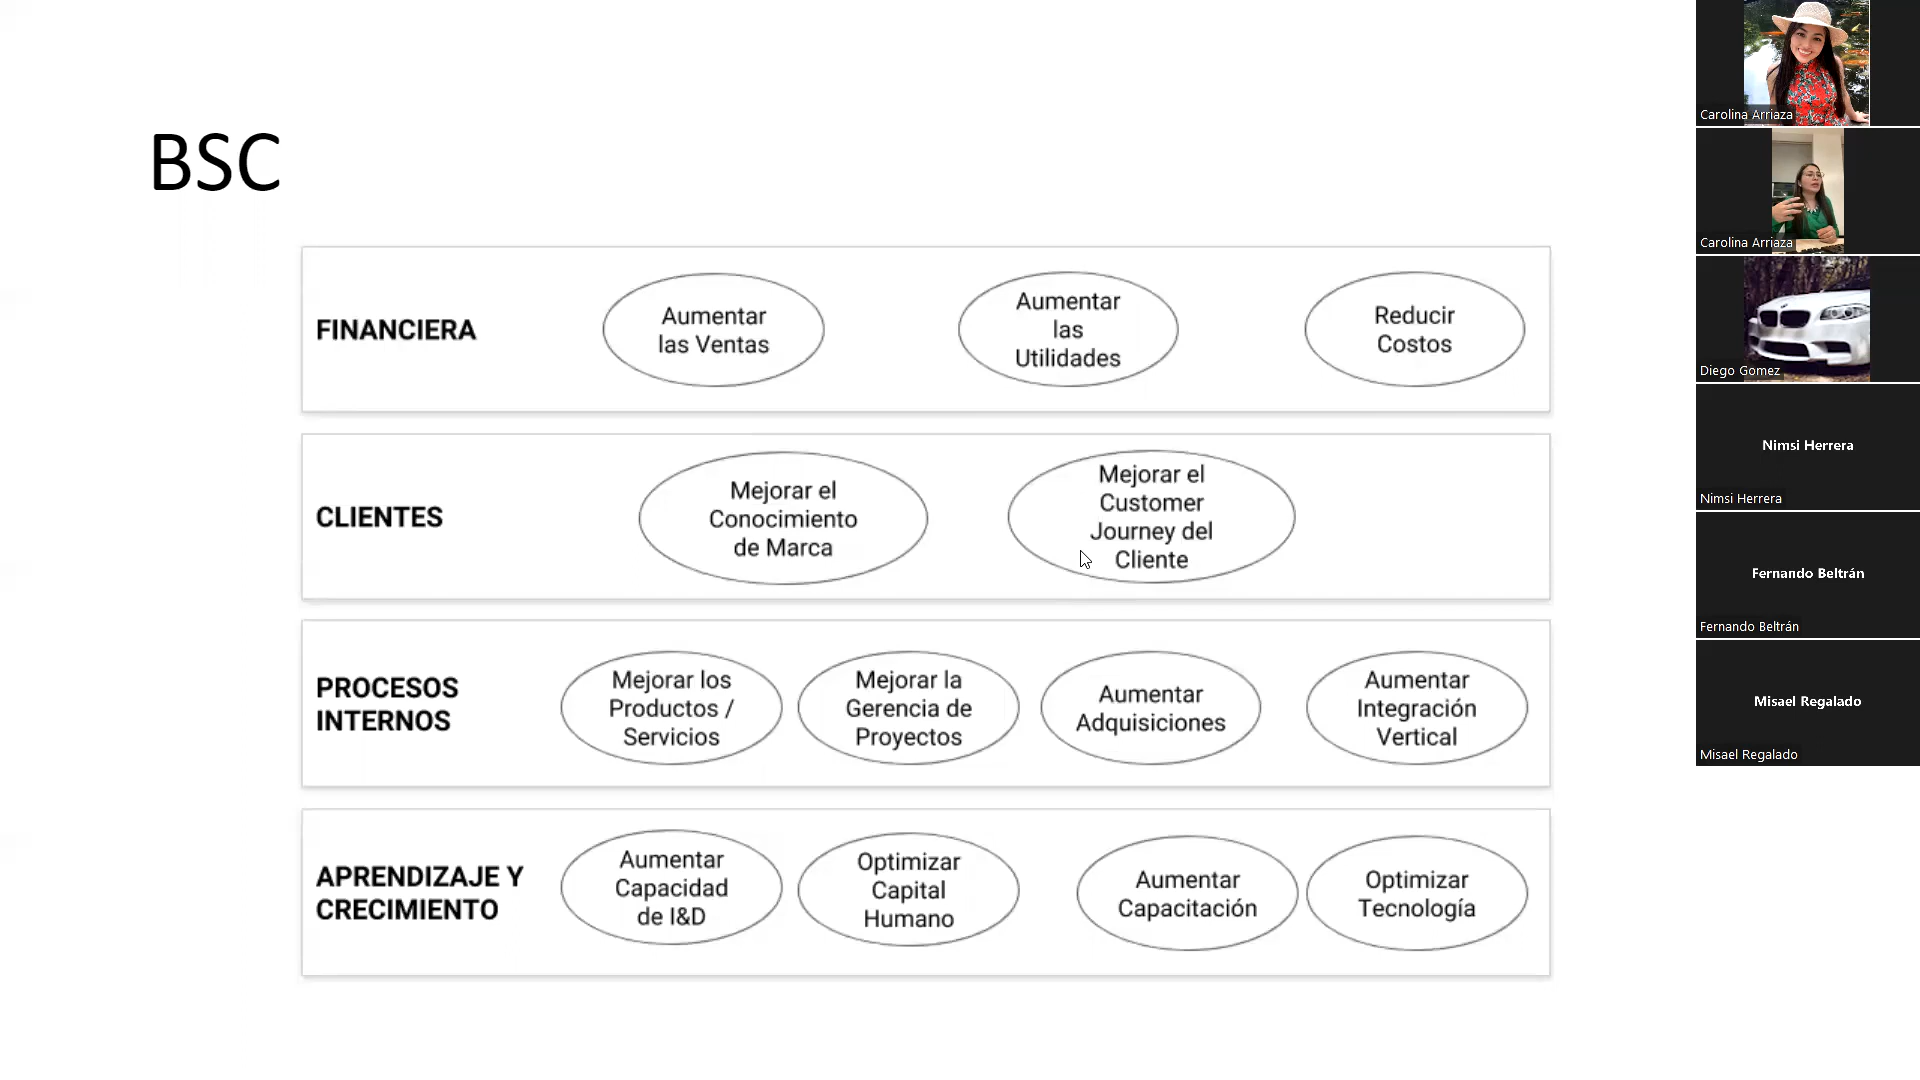 BSC
FINANCIERA
Aumentar
las Ventas
Aumentar
las
Utilidades
Reducir
Costos
CLIENTES
Mejorar el
Conocimiento
de Marca
Mejorar el
Customer
Journey del
Cliente
PROCESOS
INTERNOS
Mejorar los
Productos /
Servicios
Mejorar la
Gerencia de
Proyectos
Aumentar
Adquisiciones
Aumentar
Integración
Vertical
APRENDIZAJE Y
CRECIMIENTO
Aumentar
Capacidad
de I&D
Optimizar
Capital
Humano
Aumentar
Capacitación
Optimizar
Tecnología
Carolina Arriaza
Carolina Arriaza
Diego Gomez
Nimsi Herrera
Nimsi Herrera
Fernando Beltrán
Fernando Beltrán
Misael Regalado
Misael Regalado